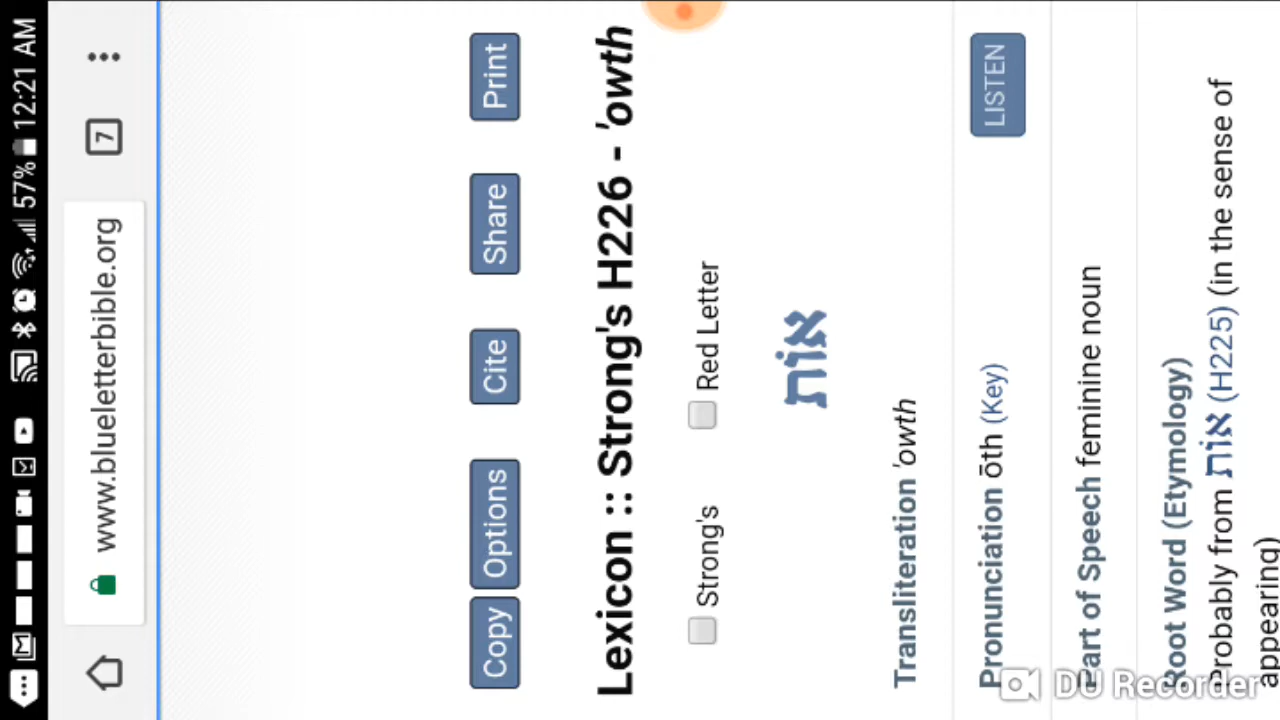 57% 12:21 AM
www.blueletterbible.org
7
Copy Options Cite Share Print
Lexicon :: Strong's H226 - 'owth
Strong's Red Letter
אוֹת
Transliteration 'owth
Pronunciation ōth (Key) LISTEN
Part of Speech feminine noun
Root Word (Etymology)
Probably from אוֹת (H225) (in the sense of
appearing)
DU Recorder